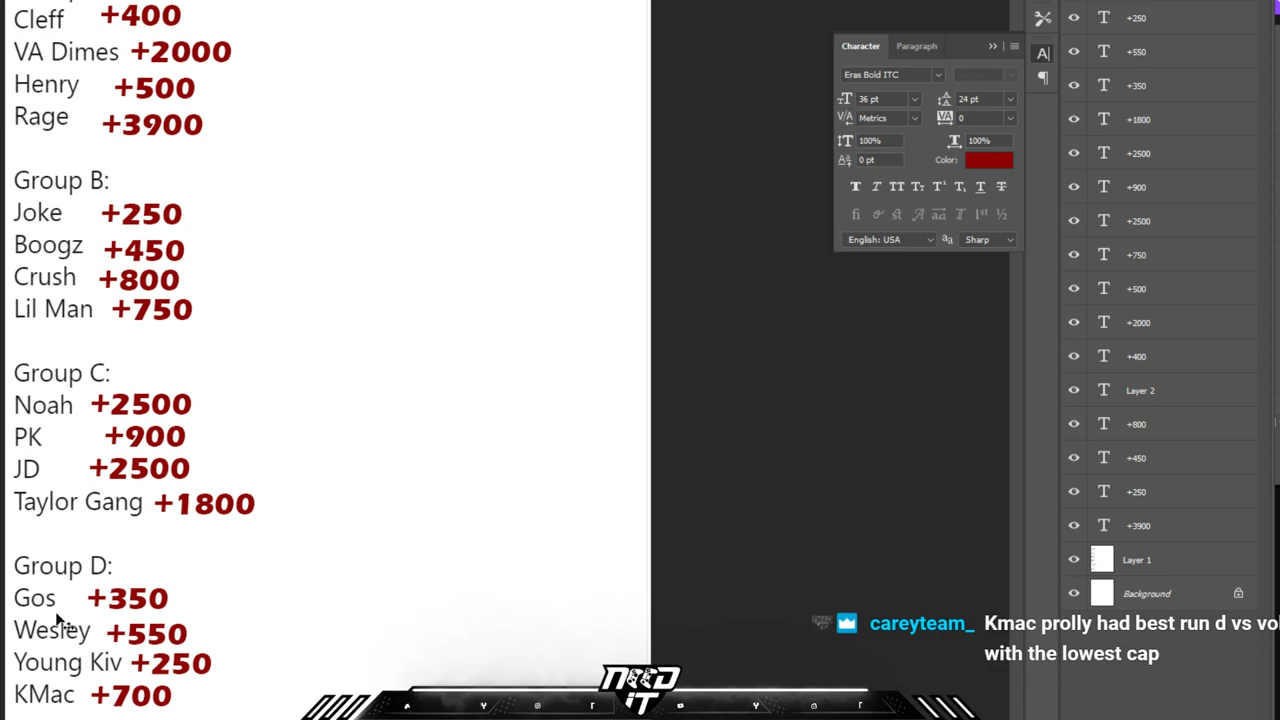 Cleff +400
VA Dimes +2000
Henry +500
Rage +3900
Group B:
Joke +250
Boogz +450
Crush +800
Lil Man +750
Group C:
Noah +2500
PK +900
JD +2500
Taylor Gang +1800
Group D:
Gos +350
Wesley +550
Young Kiv +250
KMac +700
Character Paragraph
Eras Bold ITC
36 pt 24 pt
Metrics 0
100% 100%
0 pt Color:
English: USA Sharp
+250
+550
+350
+1800
+2500
+900
+2500
+750
+500
+2000
+400
Layer 2
+800
+450
+250
+3900
Layer 1
Background
careyteam_ Kmac prolly had best run d vs
with the lowest cap
NEED
iT